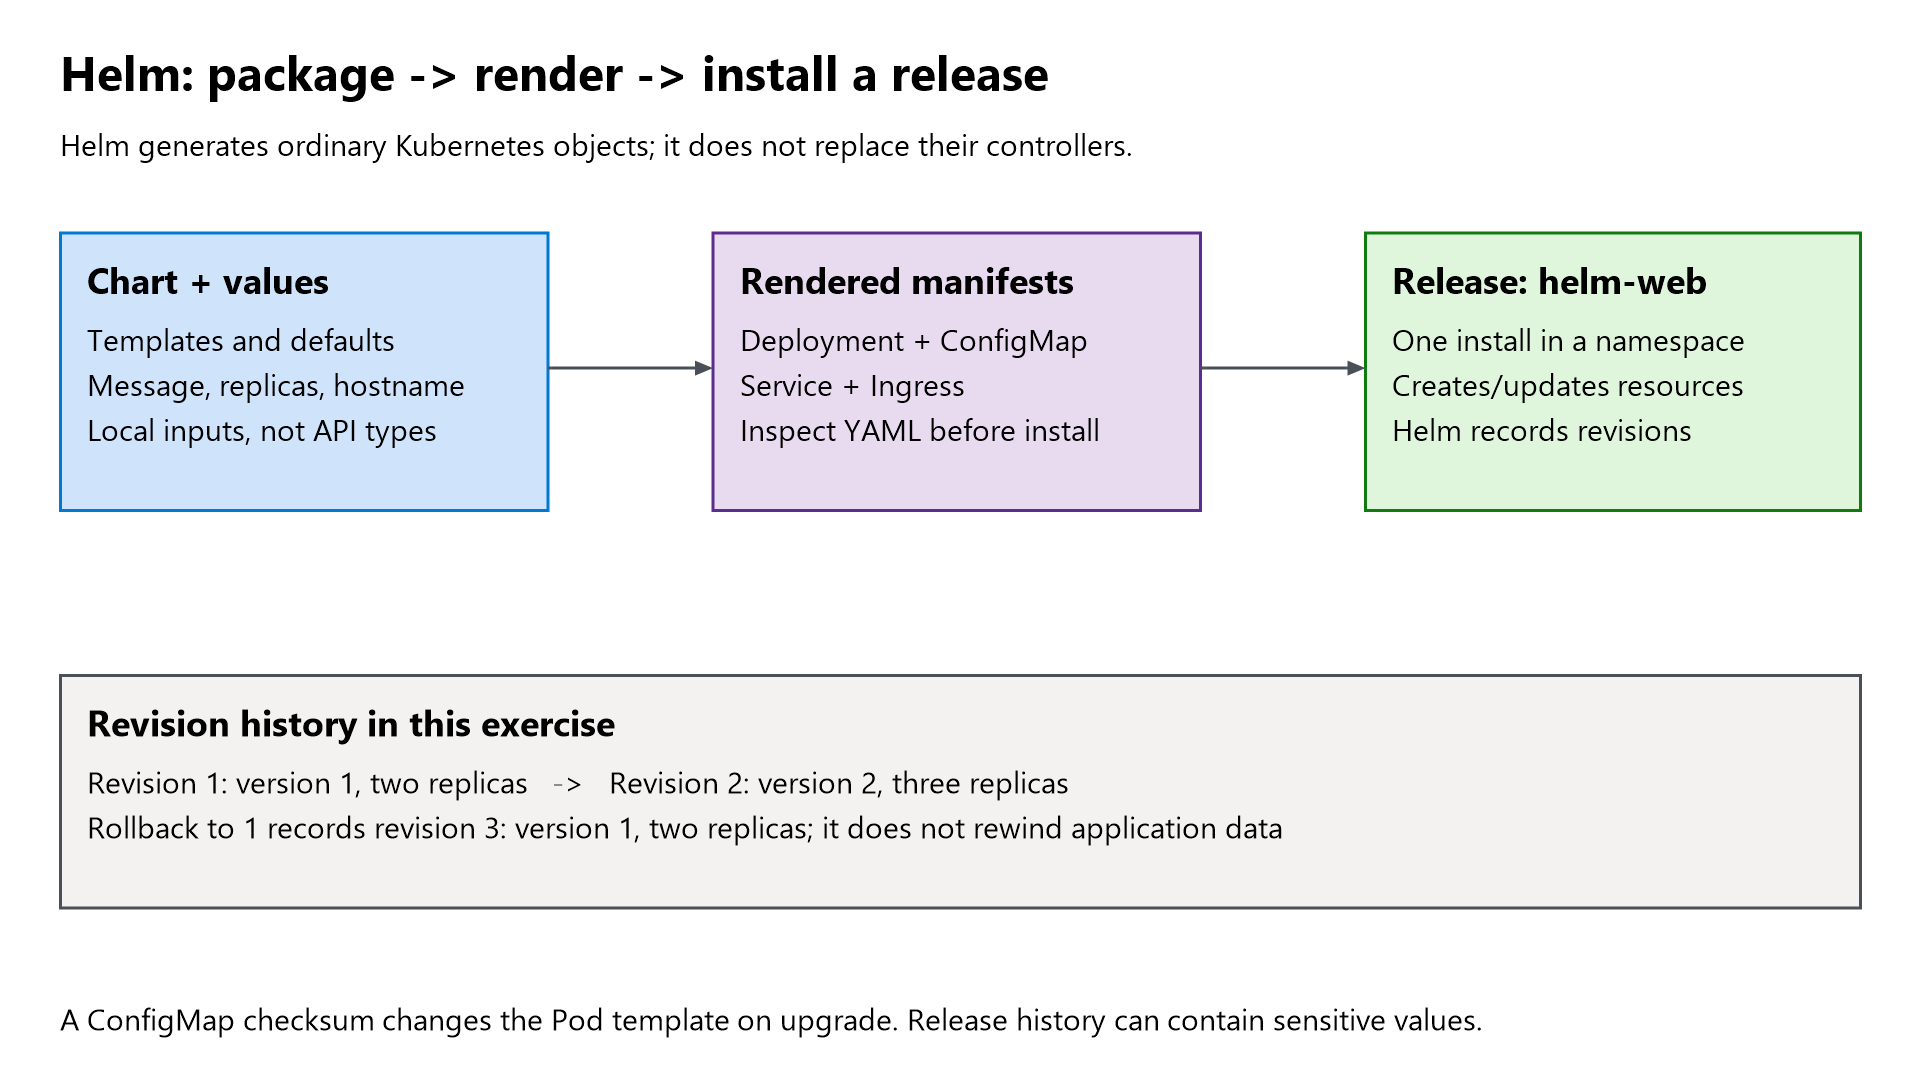 Helm: package -> render -> install a release
Helm generates ordinary Kubernetes objects; it does not replace their controllers.
Chart + values
Templates and defaults
Message, replicas, hostname
Local inputs, not API types
Rendered manifests
Deployment + ConfigMap
Service + Ingress
Inspect YAML before install
Release: helm-web
One install in a namespace
Creates/updates resources
Helm records revisions
Revision history in this exercise
Revision 1: version 1, two replicas -> Revision 2: version 2, three replicas
Rollback to 1 records revision 3: version 1, two replicas; it does not rewind application data
A ConfigMap checksum changes the Pod template on upgrade. Release history can contain sensitive values.